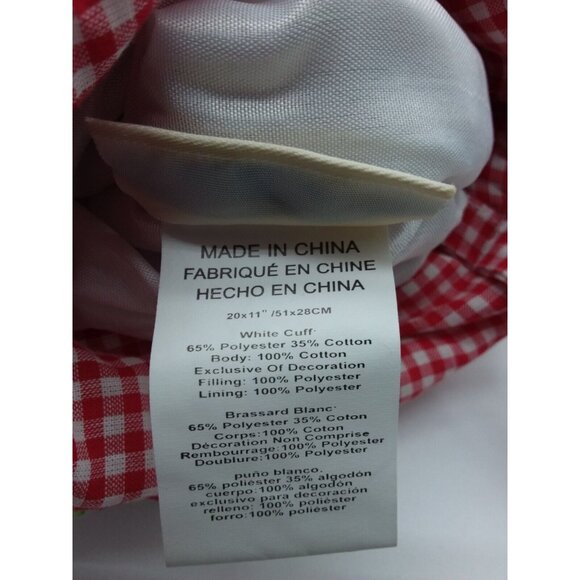 MADE IN CHINA
FABRIQUÉ EN CHINE
HECHO EN CHINA
20x11" /51x28CM
White Cuff:
65% Polyester 35% Cotton
Body: 100% Cotton
Exclusive Of Decoration
Filling: 100% Polyester
Lining: 100% Polyester
Brassard Blanc:
65% Polyester 35% Coton
Corps:100% Coton
Décoration Non Comprise
Rembourrage:100% Polyester
Doublure: 100% Polyester
puño blanco.
65% poliéster 35% algodón
cuerpo:100% algodón
exclusivo para decoración
relleno: 100% poliéster
forro:100% poliéster